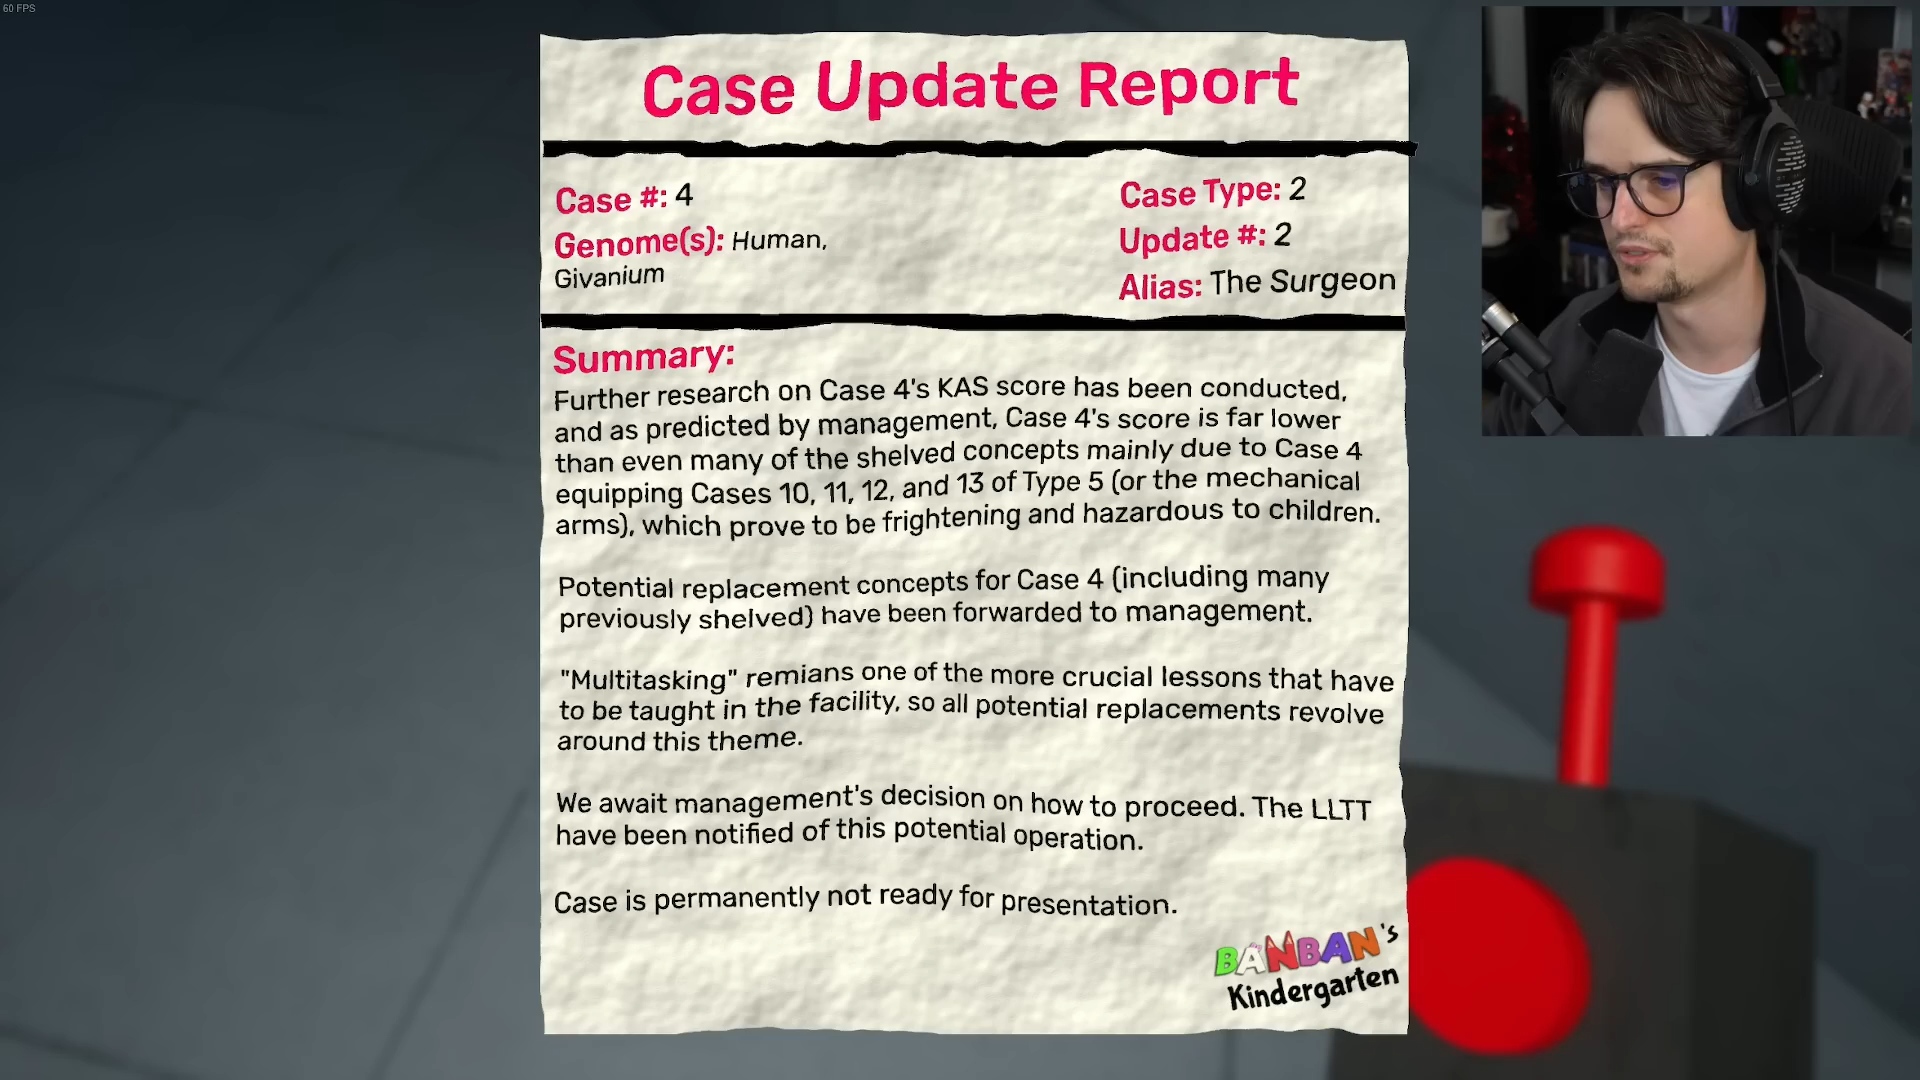 60 FPS
Case Update Report
Case #: 4
Genome(s): Human,
Givanium
Case Type: 2
Update #: 2
Alias: The Surgeon
Summary:
Further research on Case 4's KAS score has been conducted,
and as predicted by management, Case 4's score is far lower
than even many of the shelved concepts mainly due to Case 4
equipping Cases 10, 11, 12, and 13 of Type 5 (or the mechanical
arms), which prove to be frightening and hazardous to children.
Potential replacement concepts for Case 4 (including many
previously shelved) have been forwarded to management.
"Multitasking" remians one of the more crucial lessons that have
to be taught in the facility, so all potential replacements revolve
around this theme.
We await management's decision on how to proceed. The LLTT
have been notified of this potential operation.
Case is permanently not ready for presentation.
BANBAN's
Kindergarten